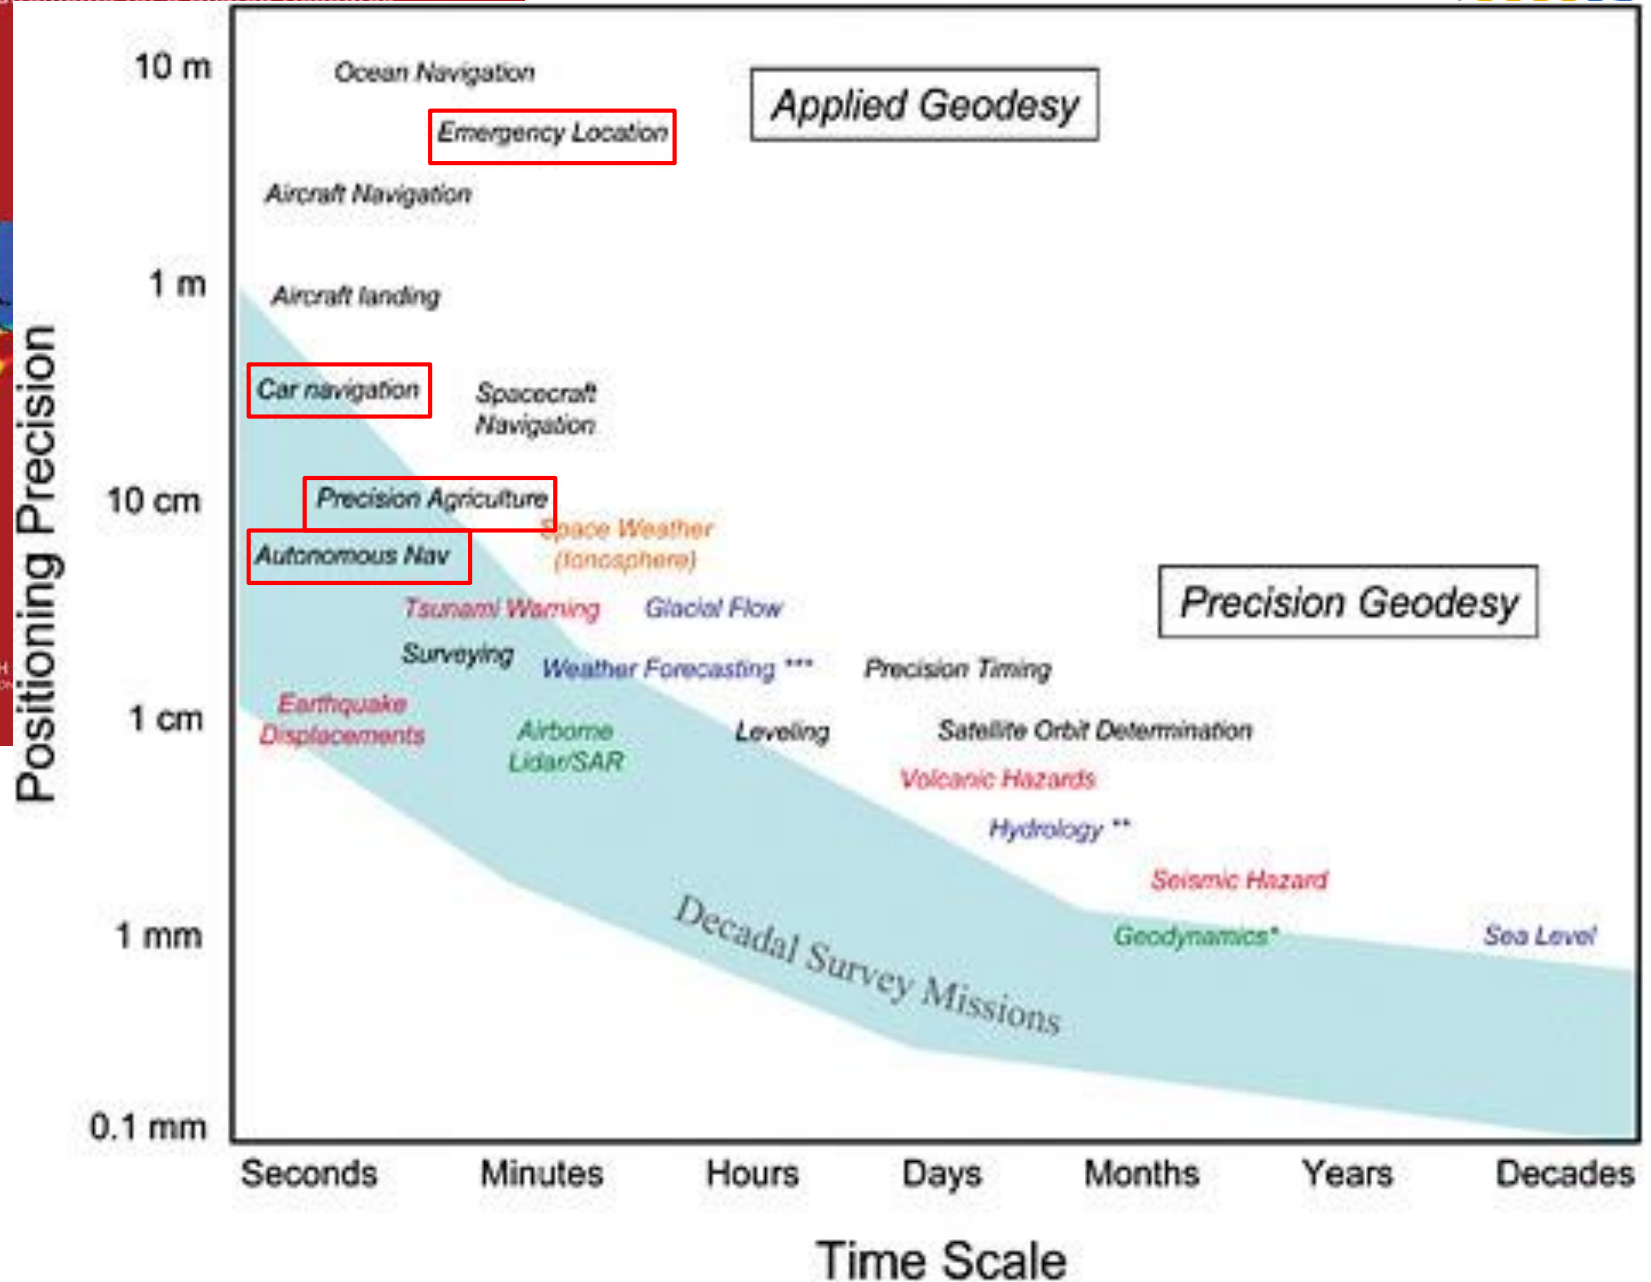 10 m
Ocean Navigation
Applied Geodesy
Emergency Location
Aircraft Navigation
1 m
Aircraft landing
Car navigation
Spacecraft
Navigation
Positioning Precision
10 cm
Precision Agriculture
Space Weather
(Ionosphere)
Autonomous Nav
Precision Geodesy
Tsunami Warning
Glacial Flow
Surveying
Weather Forecasting ***
Precision Timing
1 cm
Earthquake
Displacements
Airborne
Lidar/SAR
Leveling
Satellite Orbit Determination
Volcanic Hazards
Hydrology **
Seismic Hazard
Decadal Survey Missions
1 mm
Geodynamics*
Sea Level
0.1 mm
Seconds Minutes Hours Days Months Years Decades
Time Scale